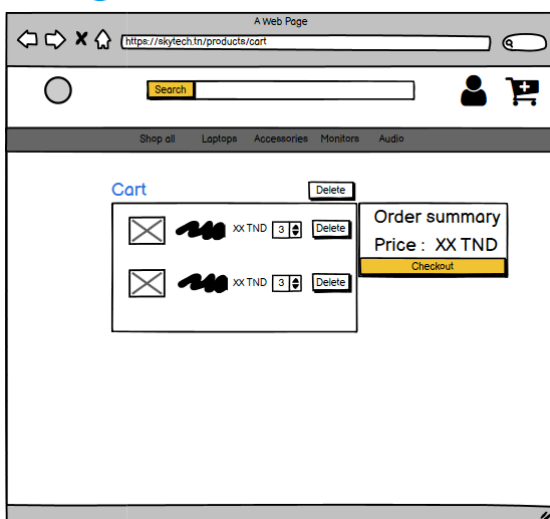 A Web Page
https://skytech.tn/products/cart
Search
Shop all Laptops Accessories Monitors Audio
Cart Delete
XX TND 3 Delete
XX TND 3 Delete
Order summary
Price : XX TND
Checkout